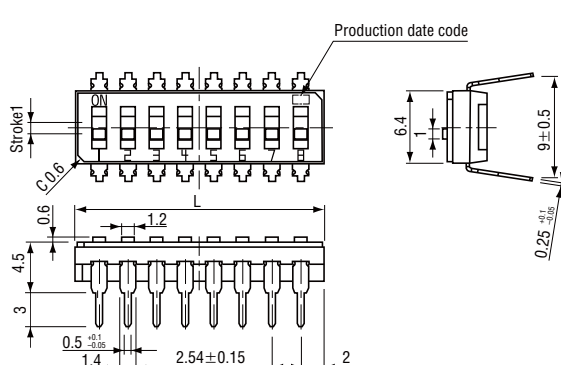 Production date code
ON
1 2 3 4 5 6 7 8
Stroke1
C0.6
6.4
1
9±0.5
0.25 +0.1 -0.05
L
0.6
1.2
4.5
3
0.5 +0.1 -0.05
1.4
2.54±0.15
2